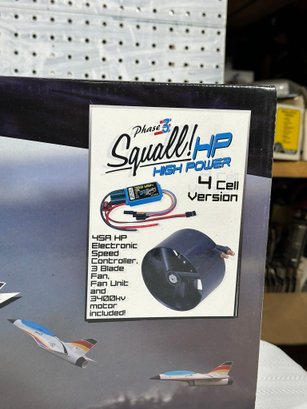 Phase 3
Squall! HP
HIGH POWER
4 Cell
Version
45A HP
Electronic
Speed
Controller,
3 Blade
Fan,
Fan Unit
and
3400kv
motor
included!